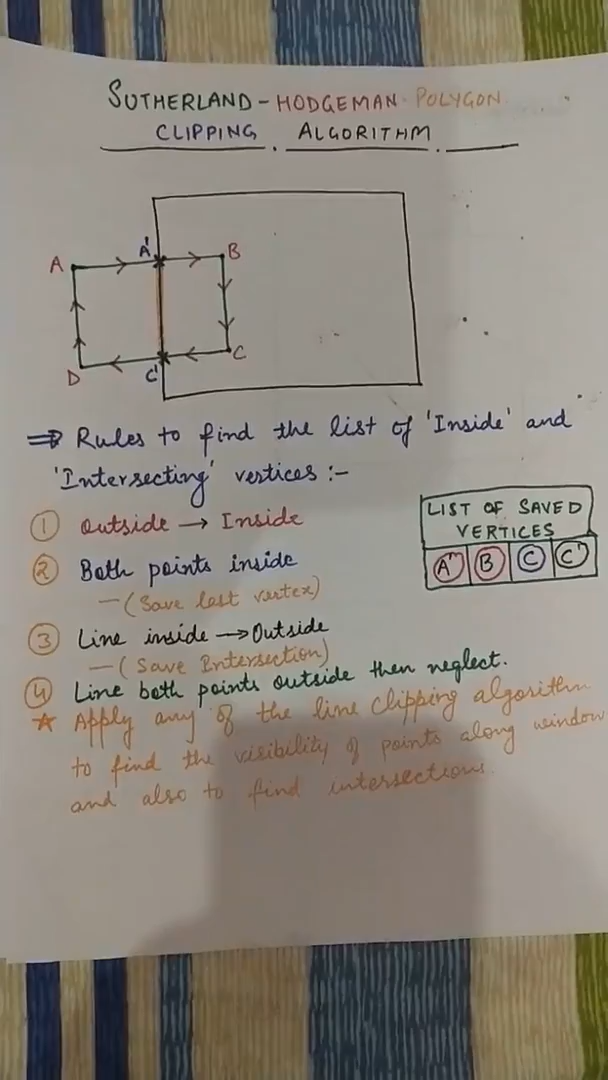 SUTHERLAND-HODGEMAN POLYGON
CLIPPING ALGORITHM
A
A'
B
D
C'
C
⇒ Rules to find the list of 'Inside' and
'Intersecting' vertices :-
① Outside → Inside
② Both points inside
—(Save last vertex)
③ Line inside → Outside
—(Save Intersection)
④ Line both points outside then neglect.
LIST OF SAVED
VERTICES
A' B C C'
☆ Apply any of the line clipping algorithm
to find the visibility of points along window
and also to find intersections.